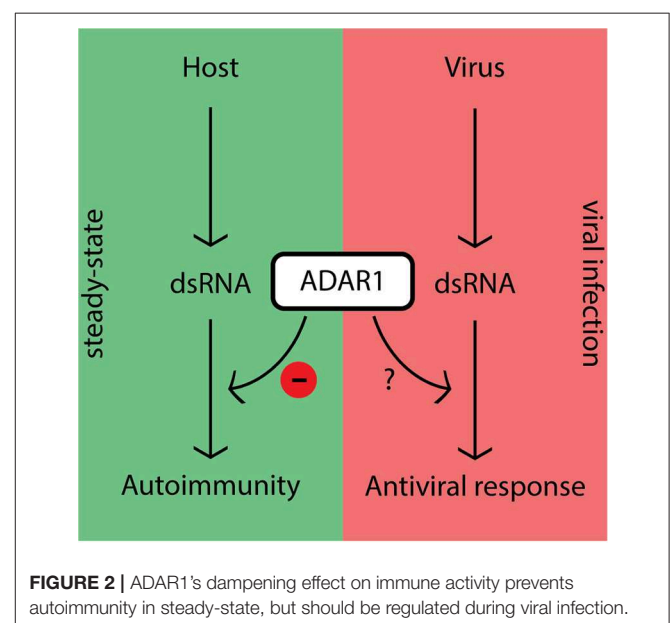 Host
Virus
steady-state
viral infection
dsRNA
ADAR1
dsRNA
–
?
Autoimmunity
Antiviral response
FIGURE 2 | ADAR1's dampening effect on immune activity prevents
autoimmunity in steady-state, but should be regulated during viral infection.